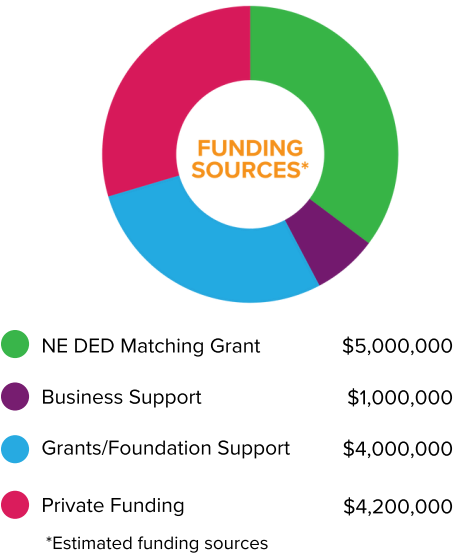 FUNDING
SOURCES*
NE DED Matching Grant $5,000,000
Business Support $1,000,000
Grants/Foundation Support $4,000,000
Private Funding $4,200,000
*Estimated funding sources